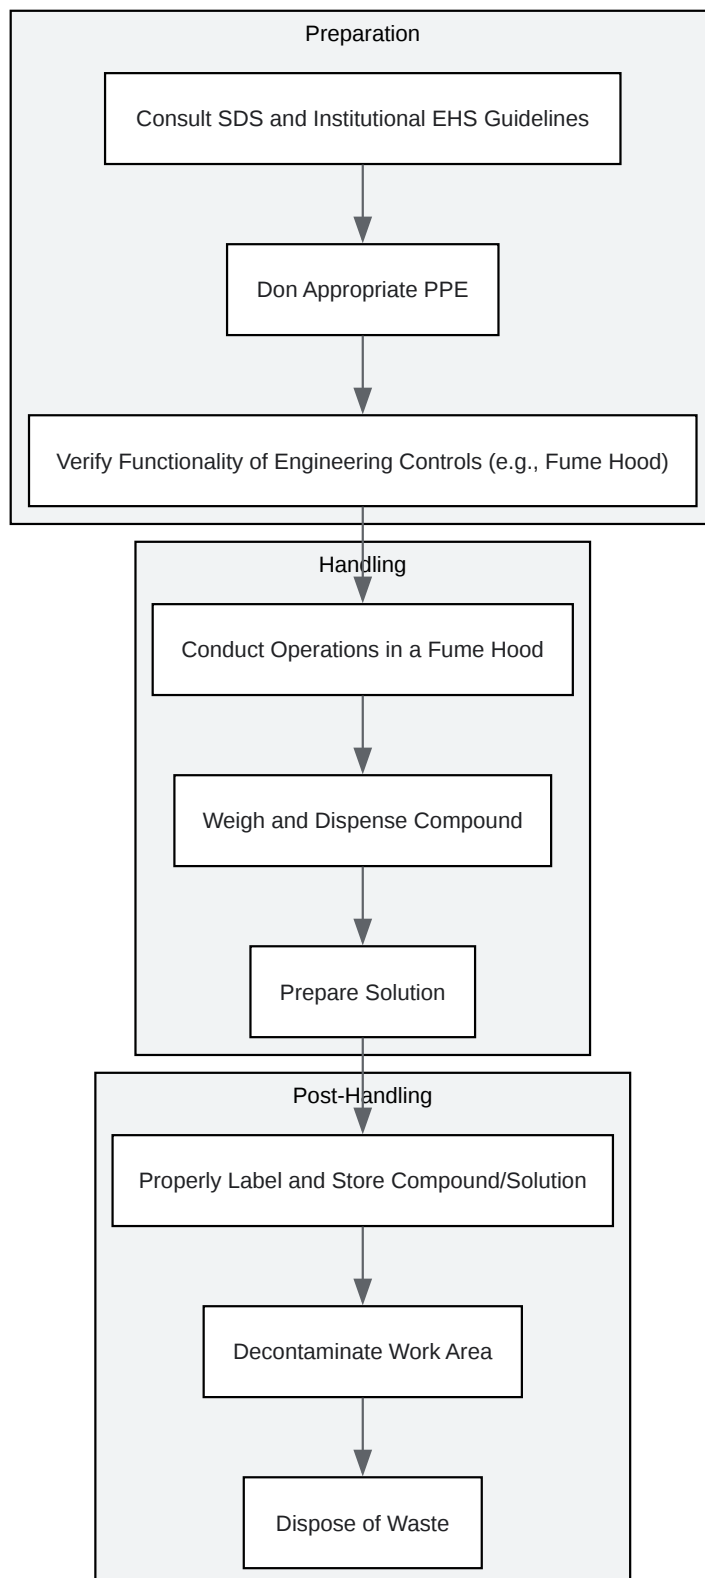 Preparation
Consult SDS and Institutional EHS Guidelines
Don Appropriate PPE
Verify Functionality of Engineering Controls (e.g., Fume Hood)
Handling
Conduct Operations in a Fume Hood
Weigh and Dispense Compound
Prepare Solution
Post-Handling
Properly Label and Store Compound/Solution
Decontaminate Work Area
Dispose of Waste